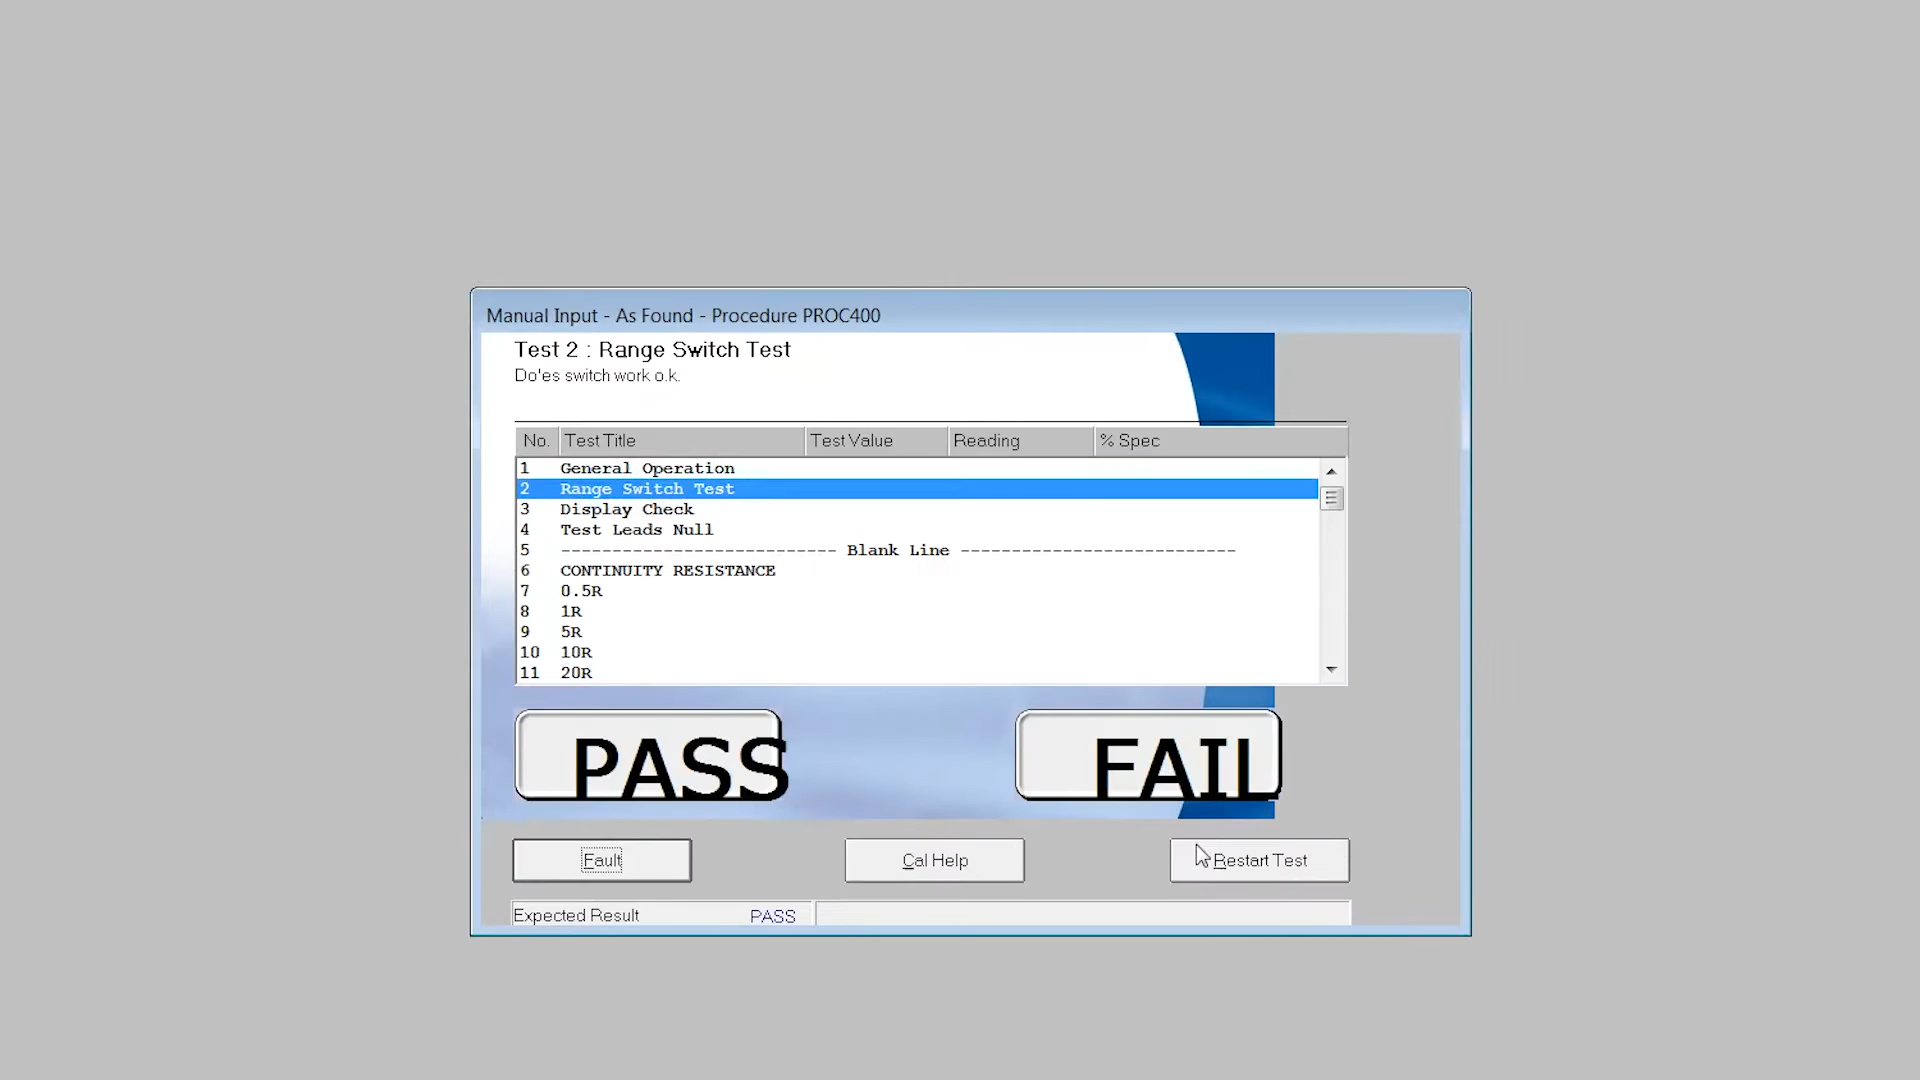 Manual Input - As Found - Procedure PROC400
Test 2 : Range Switch Test
Do'es switch work o.k.
No. Test Title Test Value Reading % Spec
1 General Operation
2 Range Switch Test
3 Display Check
4 Test Leads Null
5 --------------------------- Blank Line ---------------------------
6 CONTINUITY RESISTANCE
7 0.5R
8 1R
9 5R
10 10R
11 20R
PASS FAIL
Fault Cal Help Restart Test
Expected Result PASS